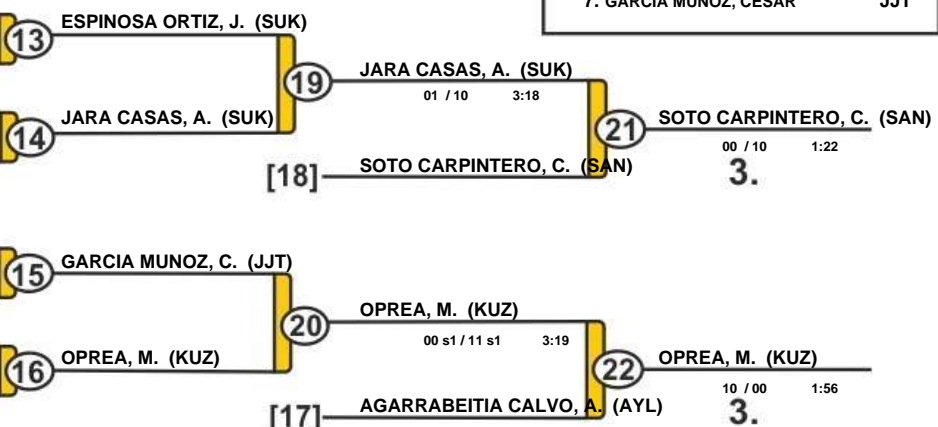 7. GARCIA MUNOZ, CESAR JJT
13 ESPINOSA ORTIZ, J. (SUK)
19 JARA CASAS, A. (SUK)
01 / 10 3:18
14 JARA CASAS, A. (SUK)
21 SOTO CARPINTERO, C. (SAN)
00 / 10 1:22
3.
[18] SOTO CARPINTERO, C. (SAN)
15 GARCIA MUNOZ, C. (JJT)
20 OPREA, M. (KUZ)
00 s1 / 11 s1 3:19
16 OPREA, M. (KUZ)
22 OPREA, M. (KUZ)
10 / 00 1:56
3.
[17] AGARRABEITIA CALVO, A. (AYL)